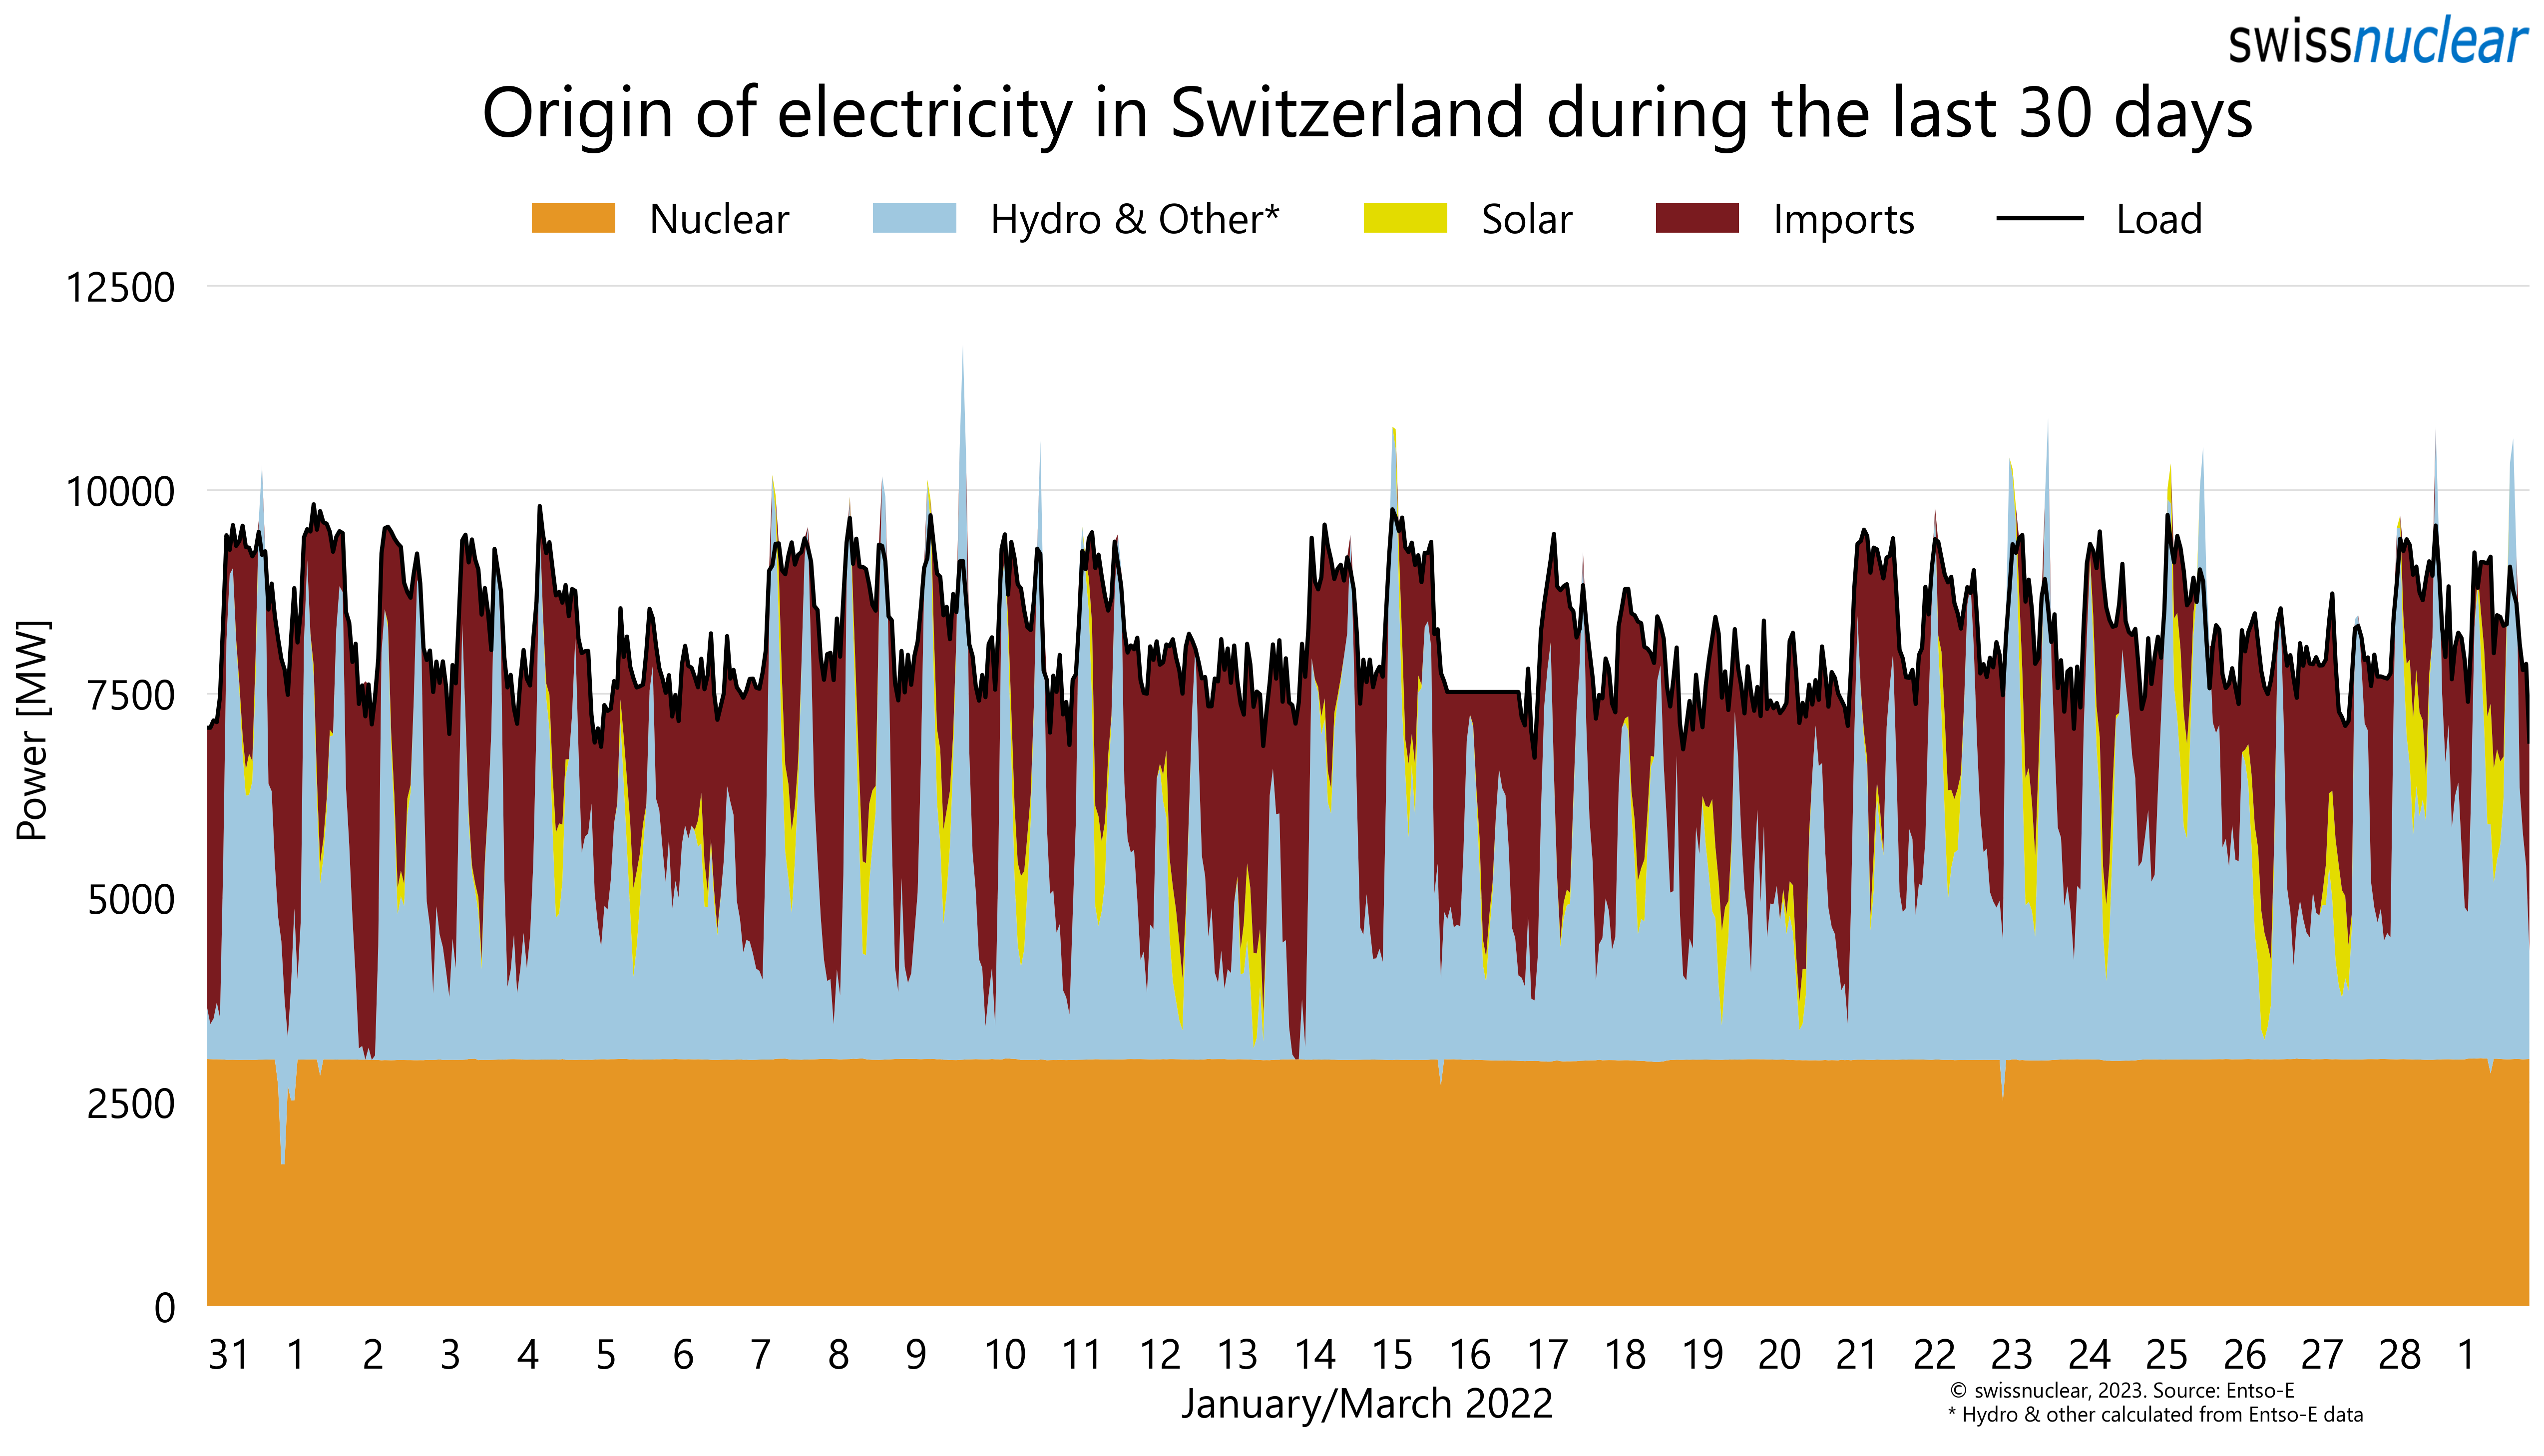 swissnuclear
Origin of electricity in Switzerland during the last 30 days
Nuclear Hydro & Other* Solar Imports Load
12500
10000
7500
5000
2500
0
Power [MW]
31 1 2 3 4 5 6 7 8 9 10 11 12 13 14 15 16 17 18 19 20 21 22 23 24 25 26 27 28 1
January/March 2022
© swissnuclear, 2023. Source: Entso-E
* Hydro & other calculated from Entso-E data